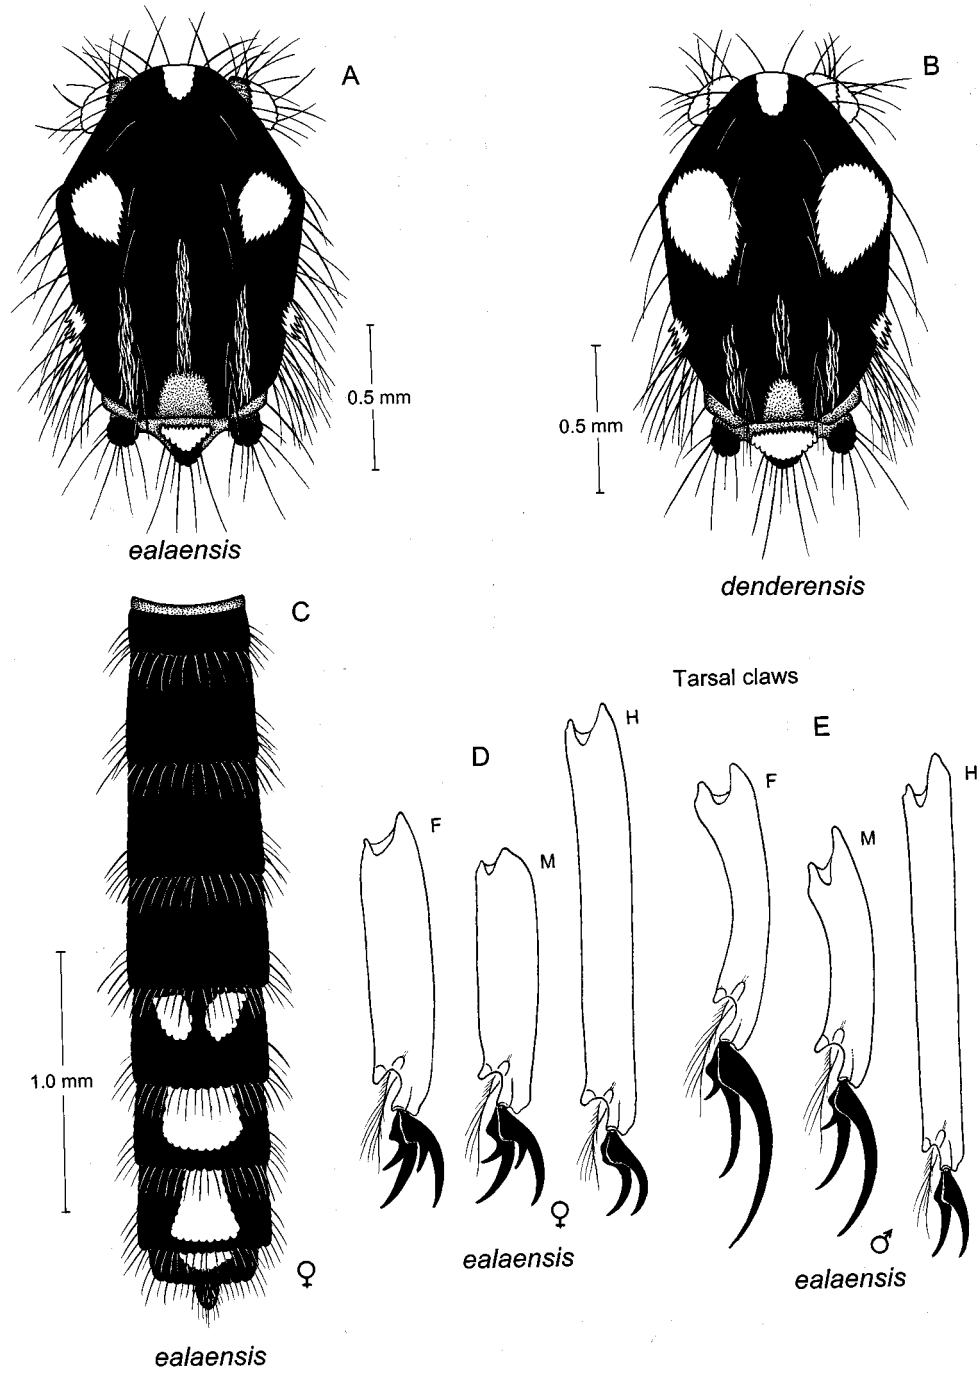 A
B
0.5 mm
0.5 mm
ealaensis
denderensis
C
Tarsal claws
D
E
H
F
M
F
M
H
1.0 mm
♀
♀
♂
ealaensis
ealaensis
ealaensis